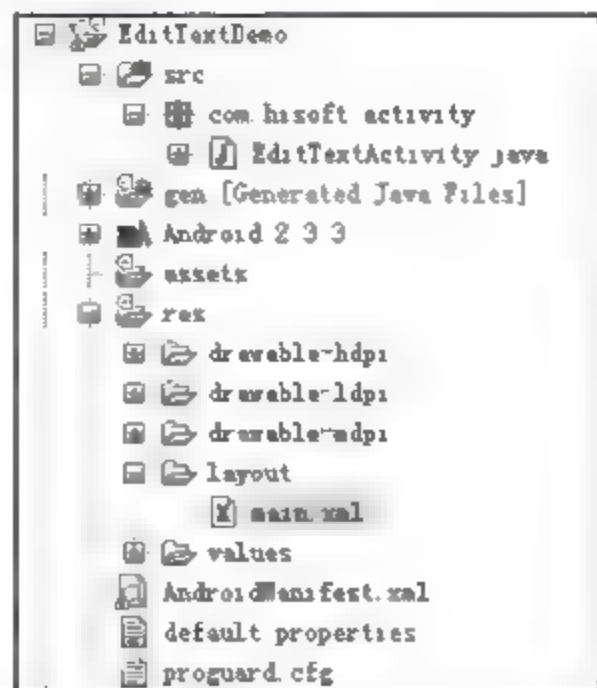 EditTextDemo
src
com.hisoft.activity
EditTextActivity.java
gen [Generated Java Files]
Android 2.3.3
assets
res
drawable-hdpi
drawable-ldpi
drawable-mdpi
layout
main.xml
values
AndroidManifest.xml
default.properties
proguard.cfg